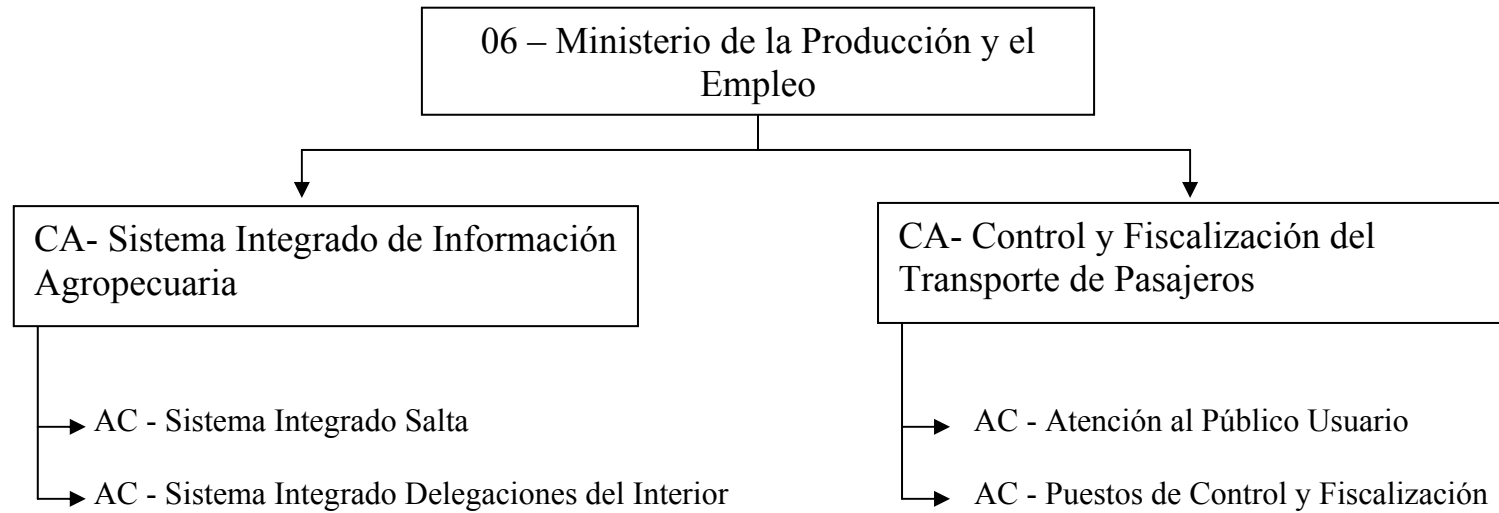 06 – Ministerio de la Producción y el
Empleo
CA- Sistema Integrado de Información
Agropecuaria
AC - Sistema Integrado Salta
AC - Sistema Integrado Delegaciones del Interior
CA- Control y Fiscalización del
Transporte de Pasajeros
AC - Atención al Público Usuario
AC - Puestos de Control y Fiscalización